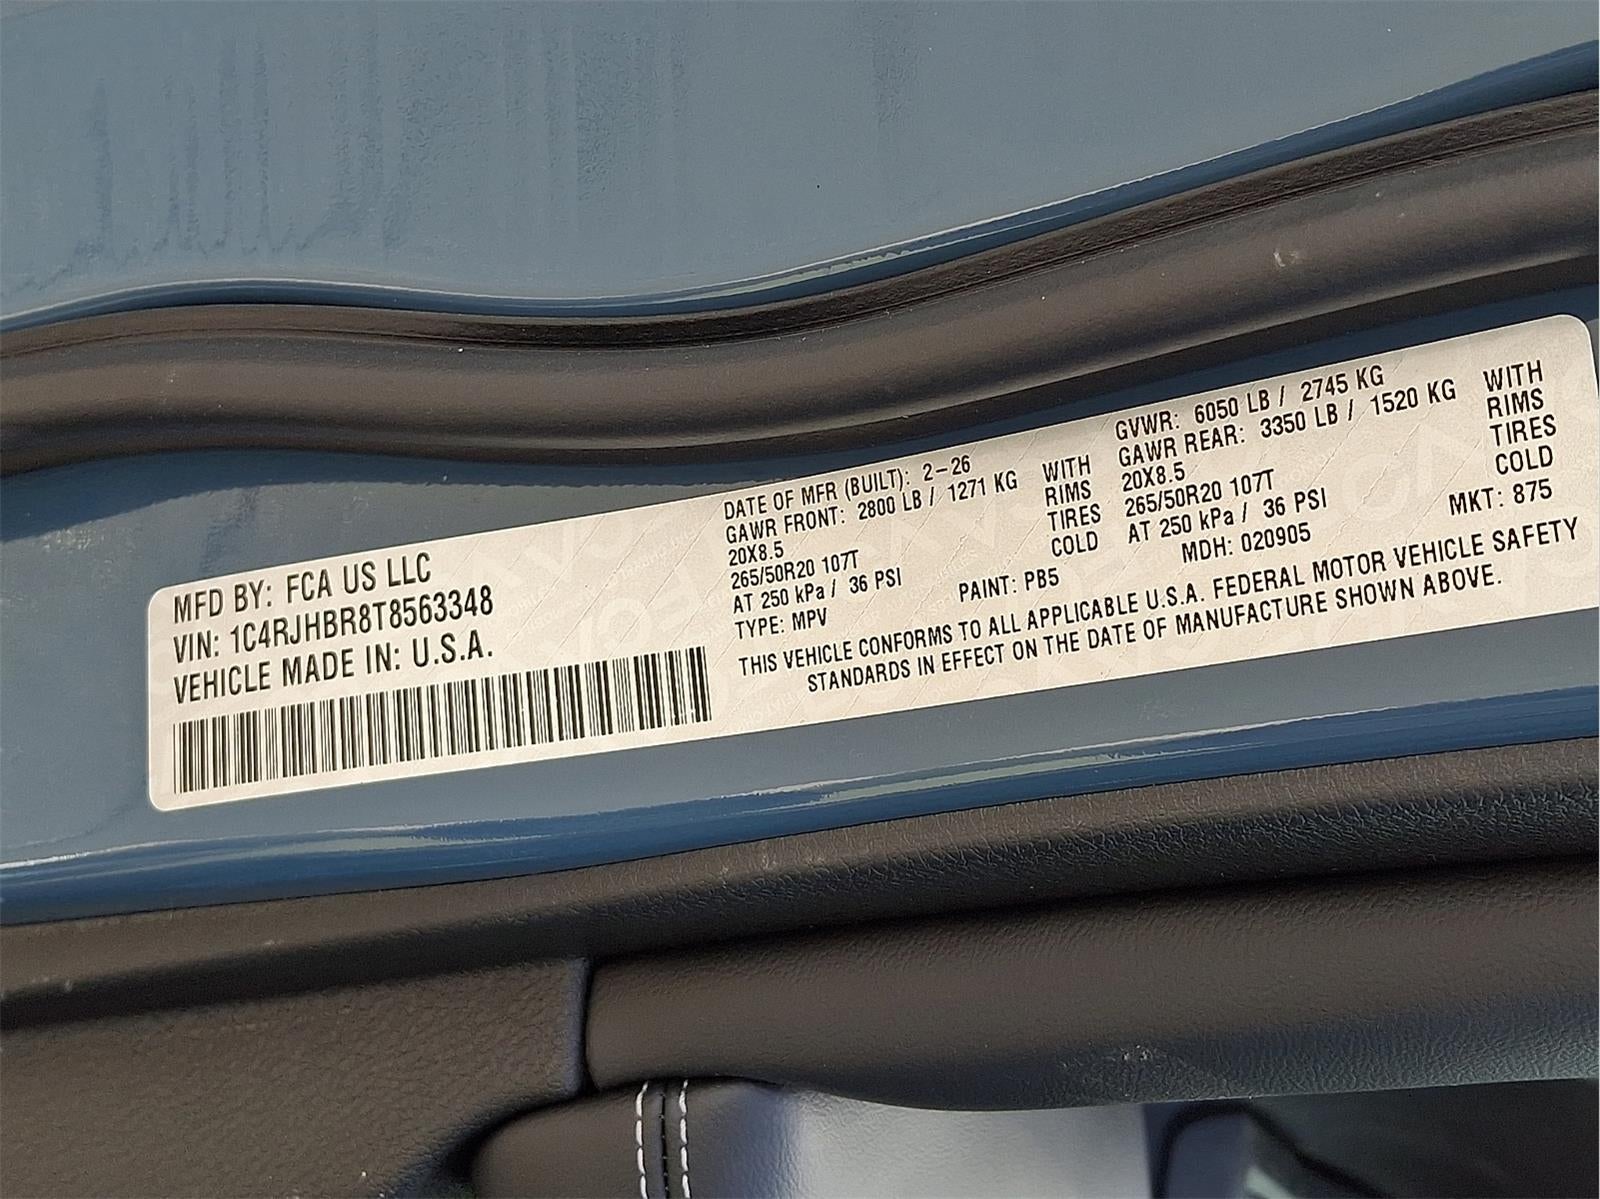 MFD BY: FCA US LLC
VIN: 1C4RJHBR8T8563348
VEHICLE MADE IN: U.S.A.
DATE OF MFR (BUILT): 2-26
GAWR FRONT: 2800 LB / 1271 KG WITH
20X8.5 RIMS
265/50R20 107T TIRES
AT 250 kPa / 36 PSI COLD
TYPE: MPV
PAINT: PB5
GVWR: 6050 LB / 2745 KG
GAWR REAR: 3350 LB / 1520 KG WITH
20X8.5 RIMS
265/50R20 107T TIRES
AT 250 kPa / 36 PSI COLD
MDH: 020905 MKT: 875
THIS VEHICLE CONFORMS TO ALL APPLICABLE U.S.A. FEDERAL MOTOR VEHICLE SAFETY
STANDARDS IN EFFECT ON THE DATE OF MANUFACTURE SHOWN ABOVE.